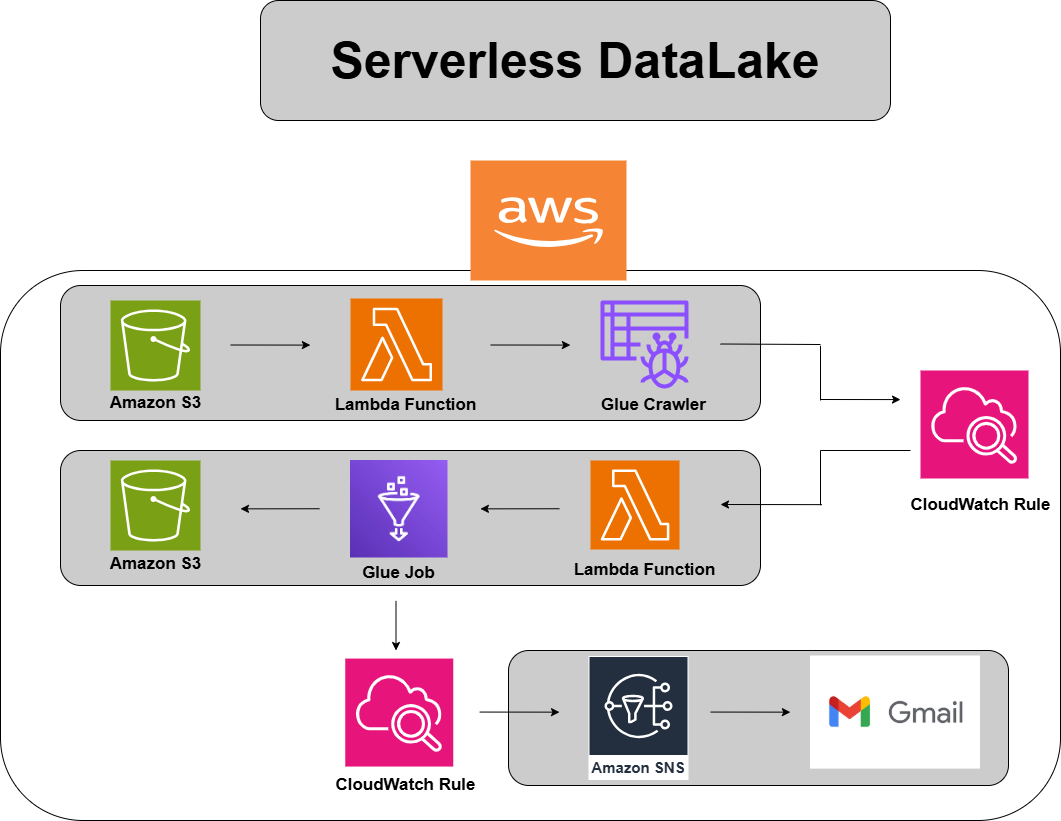 Serverless DataLake
aws
Amazon S3
Lambda Function
Glue Crawler
CloudWatch Rule
Amazon S3
Glue Job
Lambda Function
CloudWatch Rule
Amazon SNS
Gmail